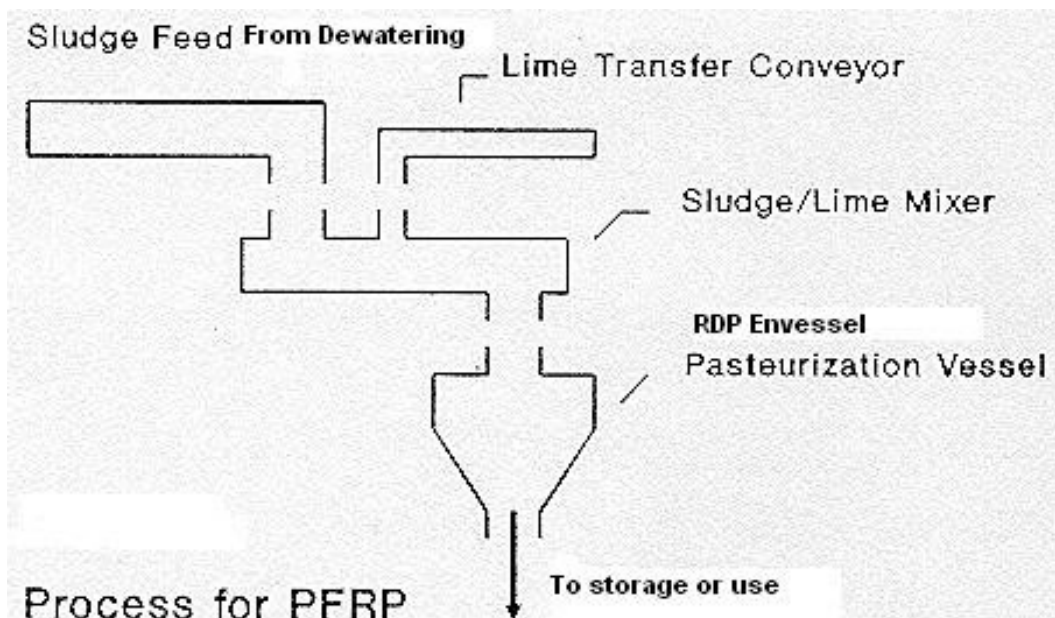 Sludge Feed From Dewatering
Lime Transfer Conveyor
Sludge/Lime Mixer
RDP Envessel
Pasteurization Vessel
To storage or use
Process for PFRP